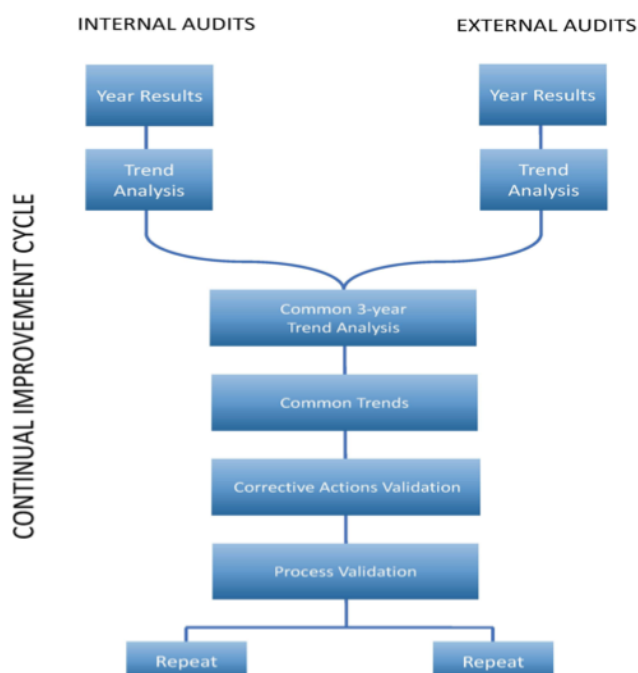 INTERNAL AUDITS
EXTERNAL AUDITS
Year Results
Year Results
Trend
Analysis
Trend
Analysis
CONTINUAL IMPROVEMENT CYCLE
Common 3-year
Trend Analysis
Common Trends
Corrective Actions Validation
Process Validation
Repeat
Repeat